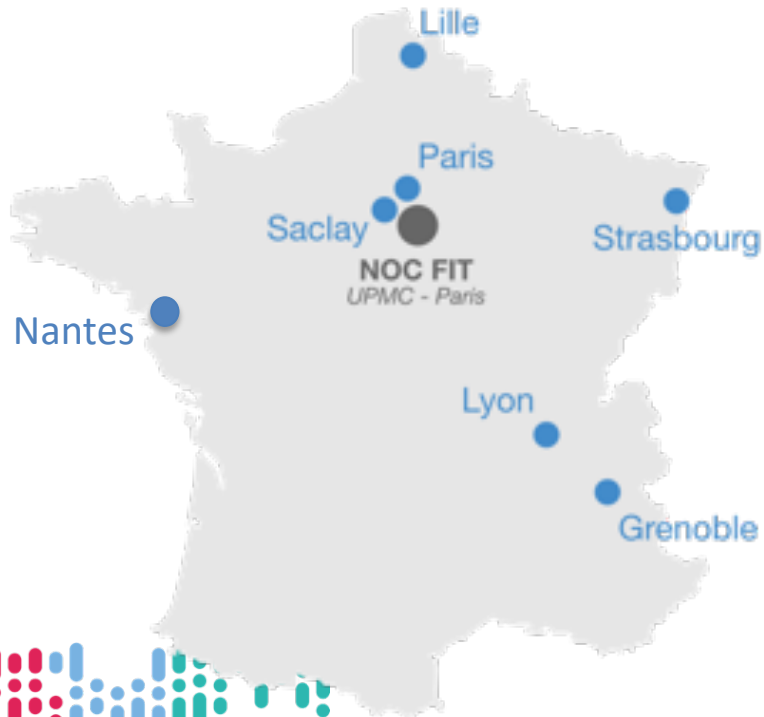 Lille
Paris
Saclay
Strasbourg
NOC FIT
UPMC - Paris
Nantes
Lyon
Grenoble